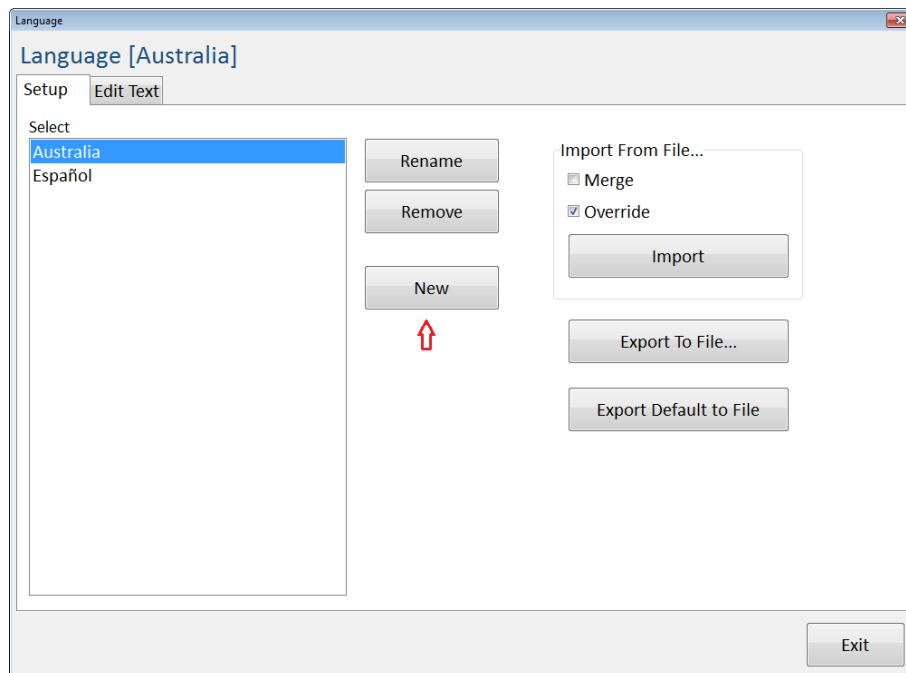 Language
Language [Australia]
Setup
Edit Text
Select
Australia
Español
Rename
Remove
New
Import From File...
Merge
Override
Import
Export To File...
Export Default to File
Exit